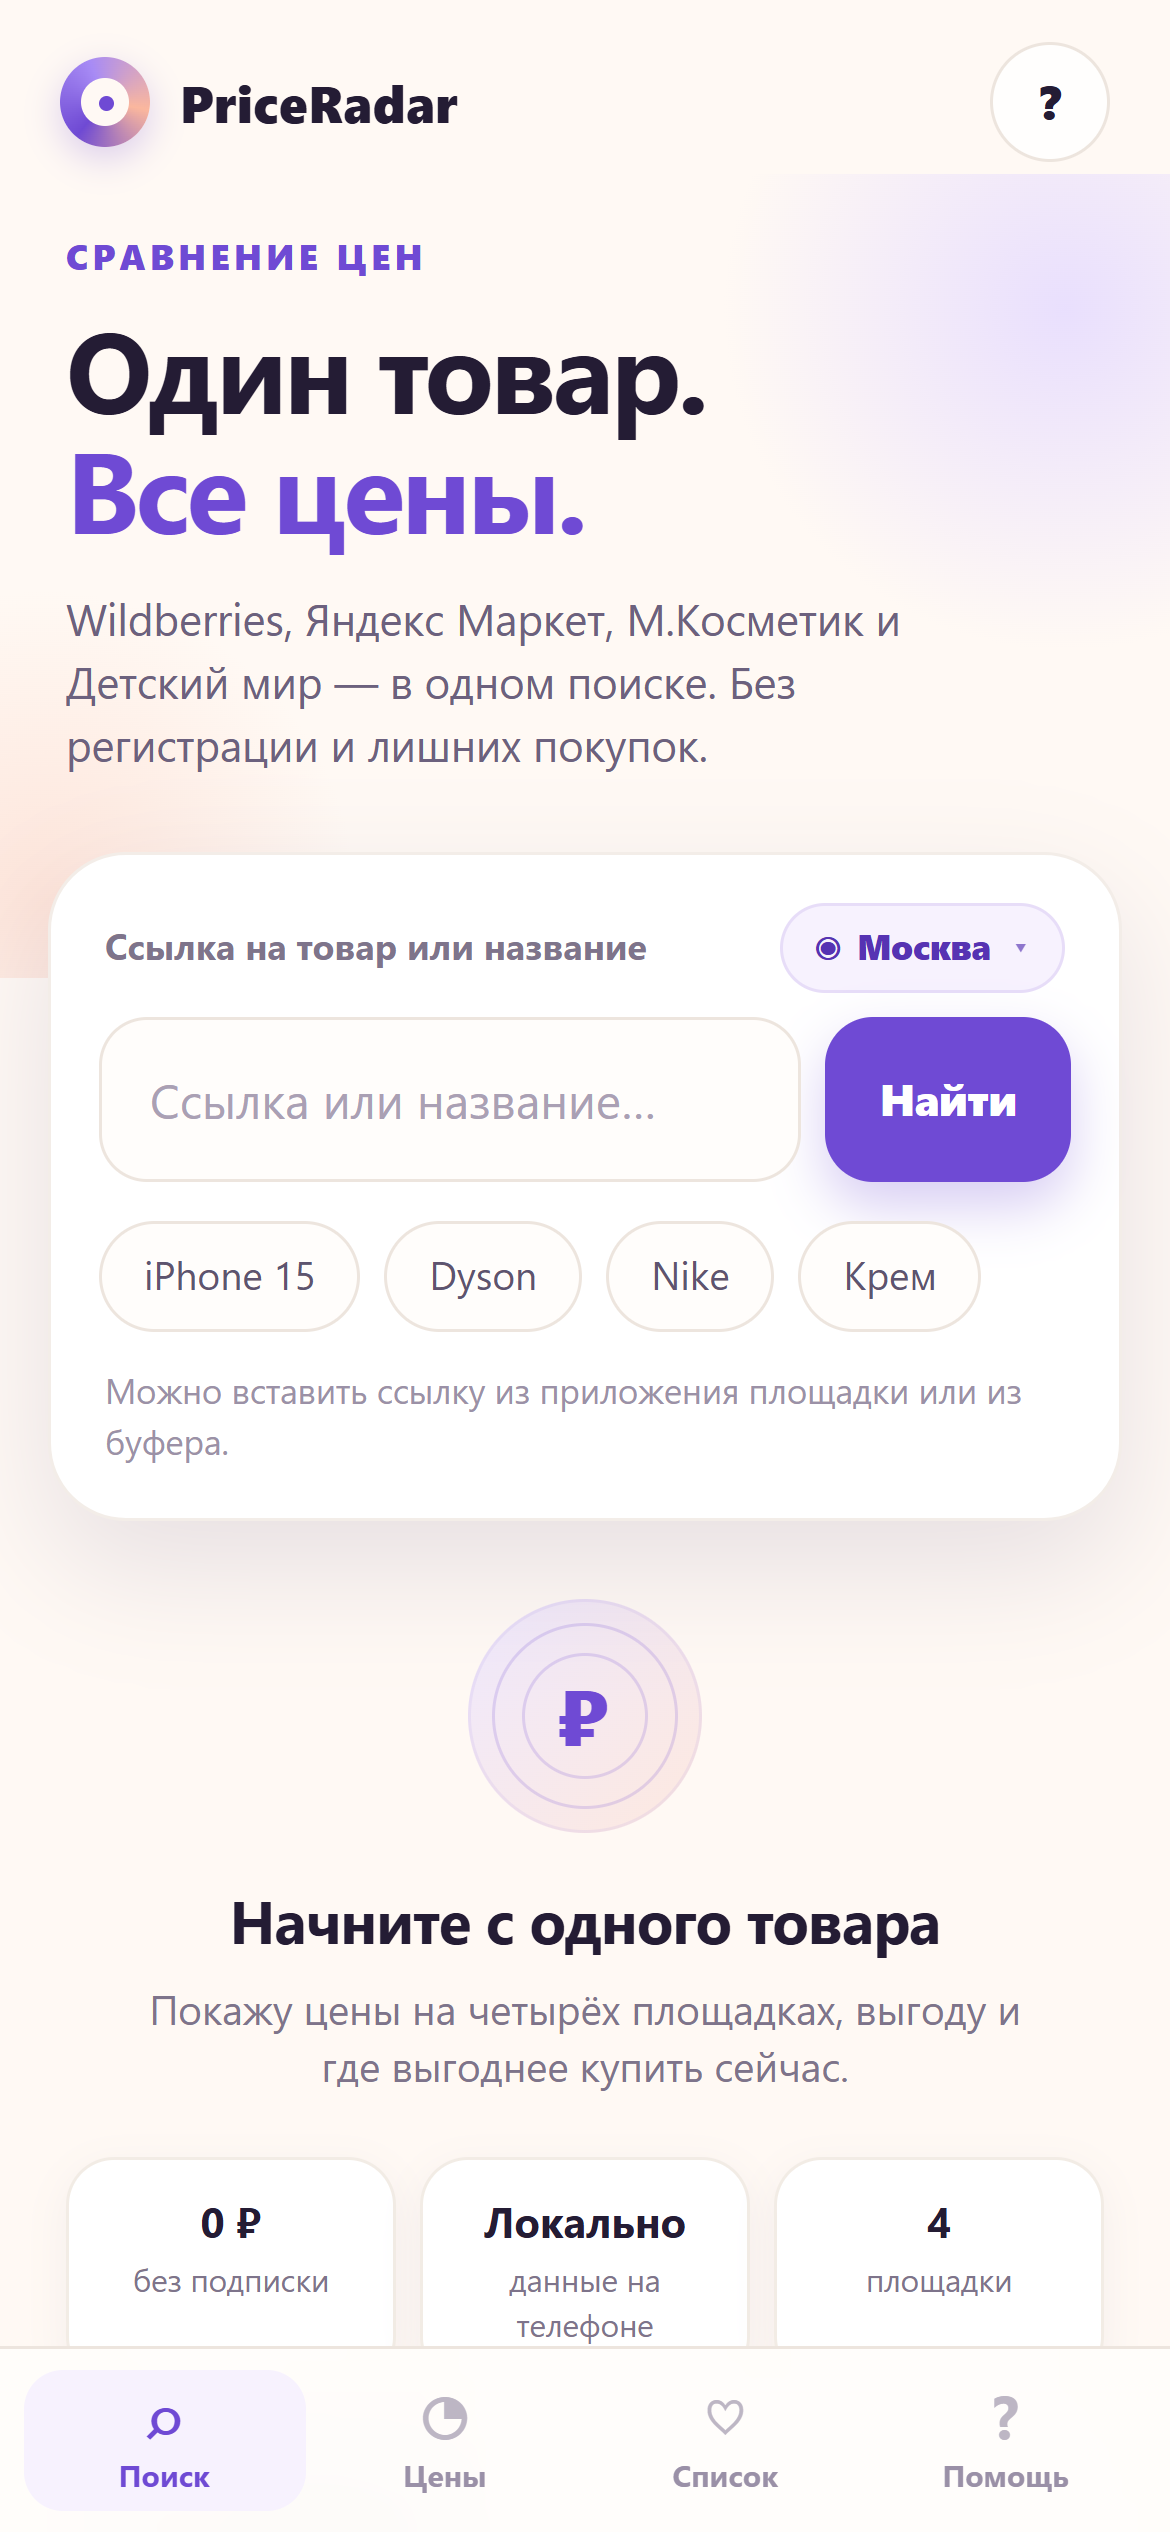 PriceRadar
?
СРАВНЕНИЕ ЦЕН
Один товар.
Все цены.
Wildberries, Яндекс Маркет, М.Косметик и
Детский мир — в одном поиске. Без
регистрации и лишних покупок.
Ссылка на товар или название
Москва
Ссылка или название...
Найти
iPhone 15
Dyson
Nike
Крем
Можно вставить ссылку из приложения площадки или из
буфера.
₽
Начните с одного товара
Покажу цены на четырёх площадках, выгоду и
где выгоднее купить сейчас.
0 ₽
без подписки
Локально
данные на
телефоне
4
площадки
Поиск
Цены
Список
?
Помощь